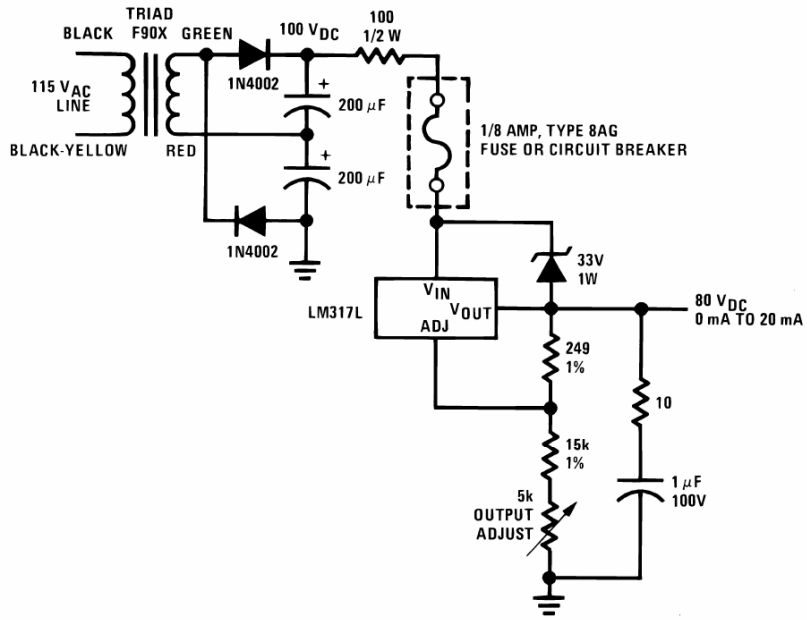 TRIAD
F90X
BLACK
GREEN
100 VDC
100
1/2 W
1N4002
115 VAC
LINE
+
200 μF
1/8 AMP, TYPE 8AG
FUSE OR CIRCUIT BREAKER
BLACK-YELLOW
RED
+
200 μF
1N4002
33V
1W
LM317L
VIN
VOUT
ADJ
80 VDC
0 mA TO 20 mA
249
1%
10
15k
1%
5k
OUTPUT
ADJUST
1 μF
100V